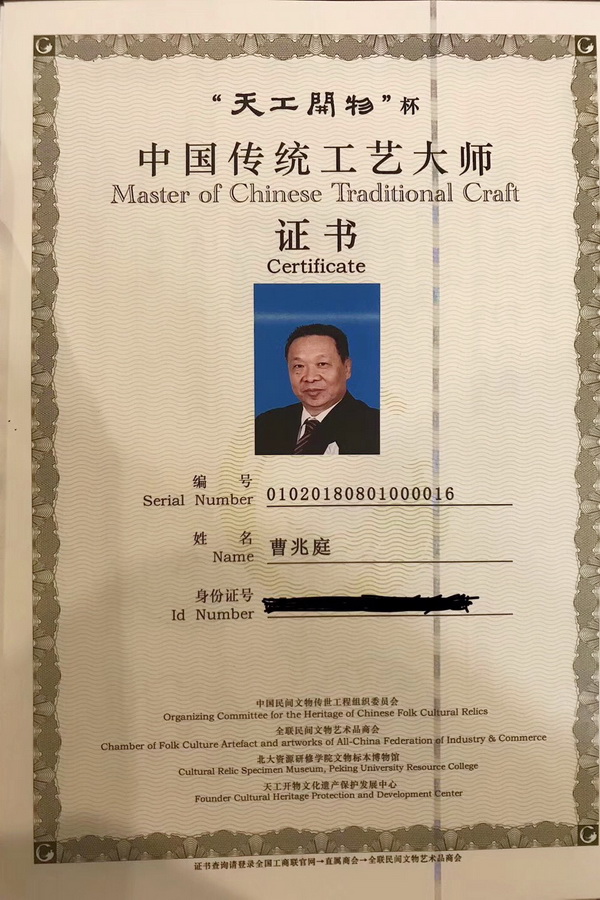 “天工開物”杯
中国传统工艺大师
Master of Chinese Traditional Craft
证书
Certificate
编 号
Serial Number 01020180801000016
姓 名
Name 曹兆庭
身份证号
Id Number
中国民间文物传世工程组织委员会
Organizing Committee for the Heritage of Chinese Folk Cultural Relics
全联民间文物艺术品商会
Chamber of Folk Culture Artefact and artworks of All-China Federation of Industry & Commerce
北大资源研修学院文物标本博物馆
Cultural Relic Specimen Museum, Peking University Resource College
天工开物文化遗产保护发展中心
Founder Cultural Heritage Protection and Development Center
证书查询请登录全国工商联官网→直属商会→全联民间文物艺术品商会